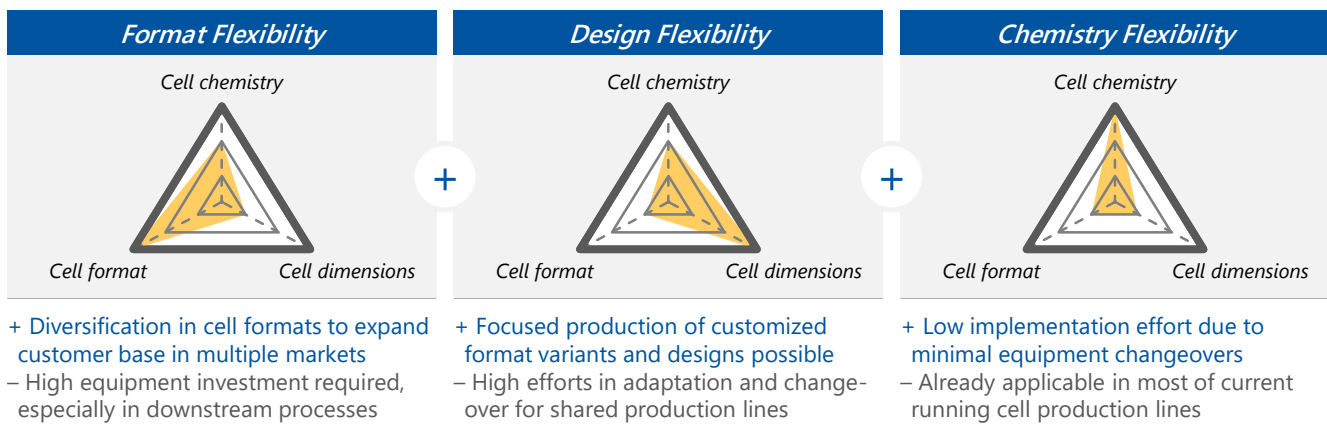 Format Flexibility
Cell chemistry
Cell format
Cell dimensions
+ Diversification in cell formats to expand
customer base in multiple markets
– High equipment investment required,
especially in downstream processes
+
Design Flexibility
Cell chemistry
Cell format
Cell dimensions
+ Focused production of customized
format variants and designs possible
– High efforts in adaptation and change-
over for shared production lines
+
Chemistry Flexibility
Cell chemistry
Cell format
Cell dimensions
+ Low implementation effort due to
minimal equipment changeovers
– Already applicable in most of current
running cell production lines